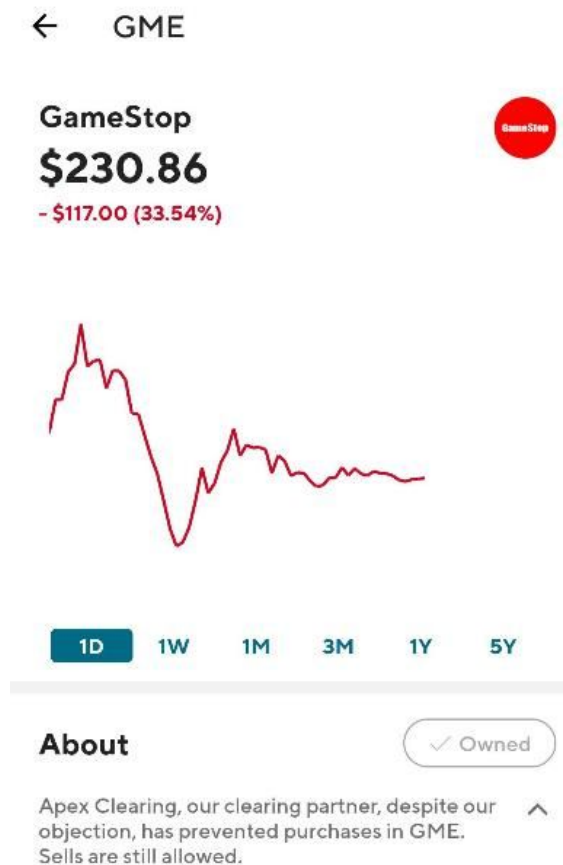 GME
GameStop
GameStop
$230.86
- $117.00 (33.54%)
1D 1W 1M 3M 1Y 5Y
About
Owned
Apex Clearing, our clearing partner, despite our
objection, has prevented purchases in GME.
Sells are still allowed.